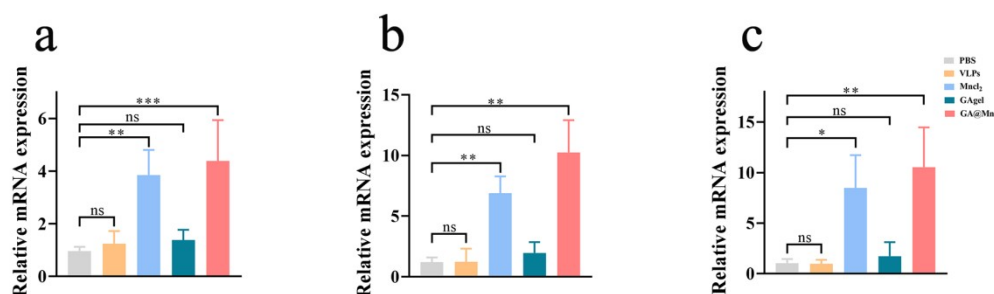 a
Relative mRNA expression
6
4
2
0
***
ns
**
ns
b
Relative mRNA expression
15
10
5
0
**
ns
**
ns
c
Relative mRNA expression
15
10
5
0
**
ns
*
ns
PBS
VLPs
Mncl₂
GAgel
GA@Mn